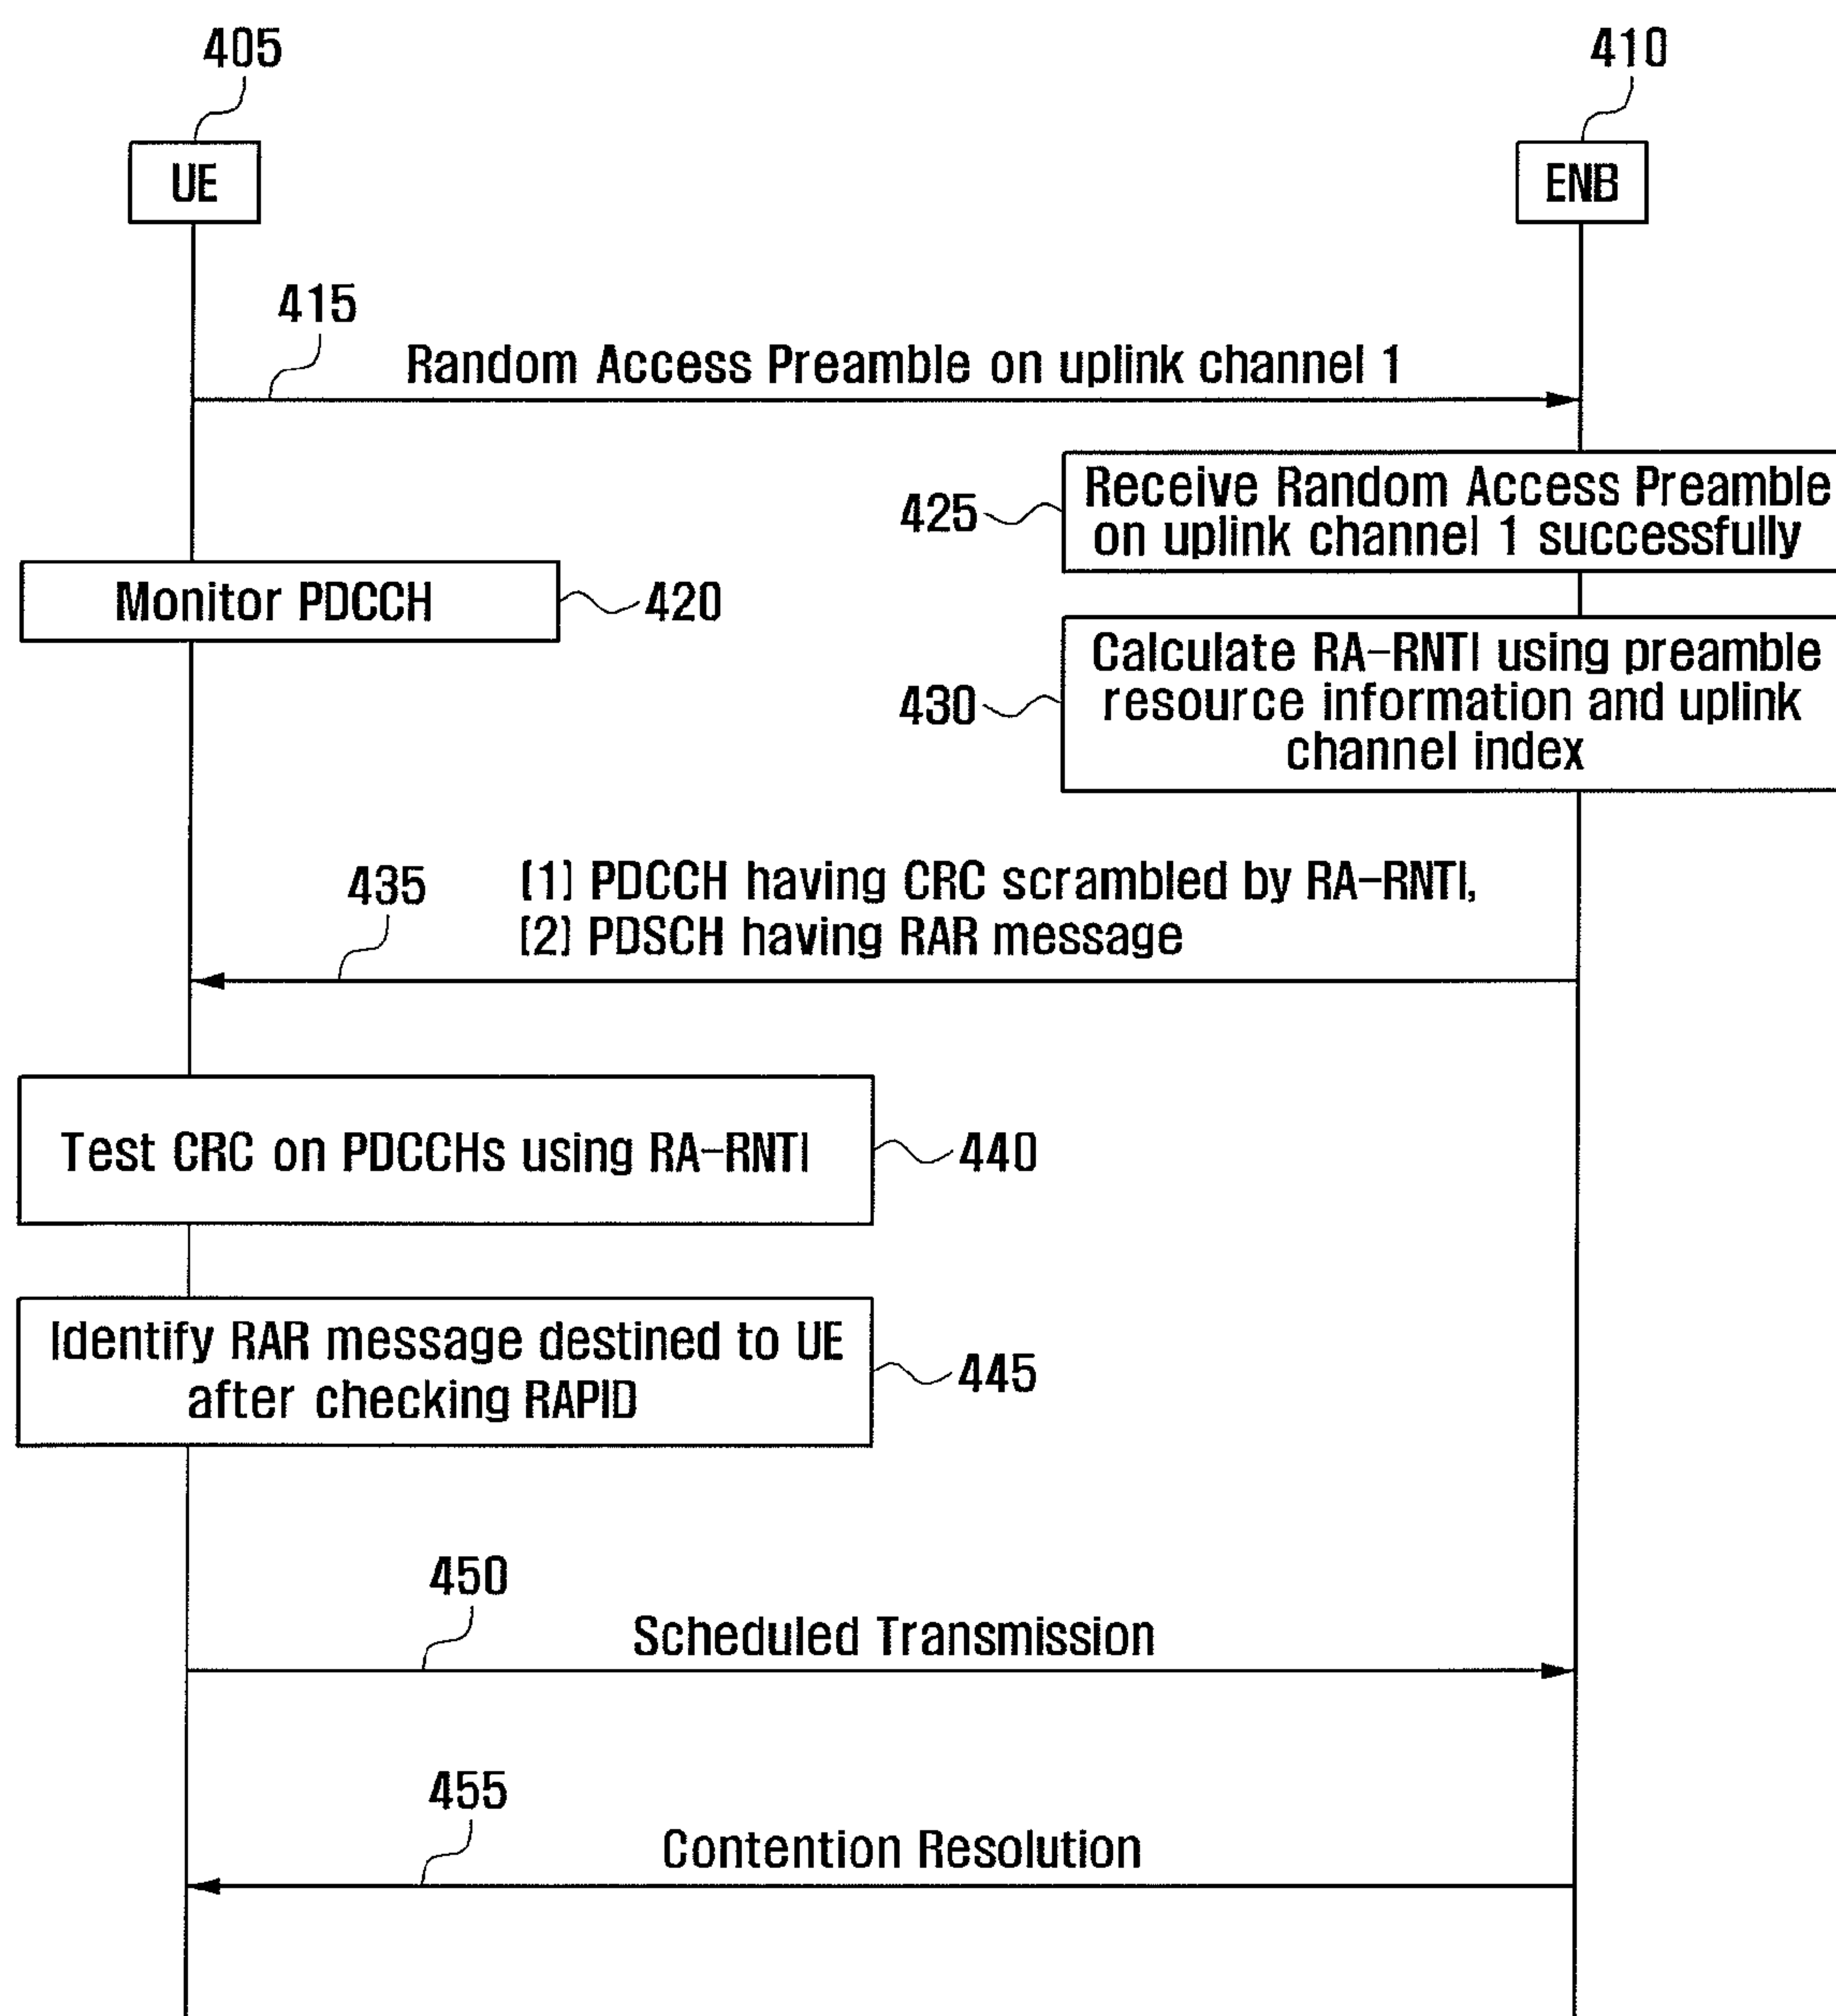 405
410
UE
ENB
415
Random Access Preamble on uplink channel 1
425
Receive Random Access Preamble
on uplink channel 1 successfully
Monitor PDCCH
420
430
Calculate RA-RNTI using preamble
resource information and uplink
channel index
435
(1) PDCCH having CRC scrambled by RA-RNTI,
(2) PDSCH having RAR message
Test CRC on PDCCHs using RA-RNTI
440
Identify RAR message destined to UE
after checking RAPID
445
450
Scheduled Transmission
455
Contention Resolution